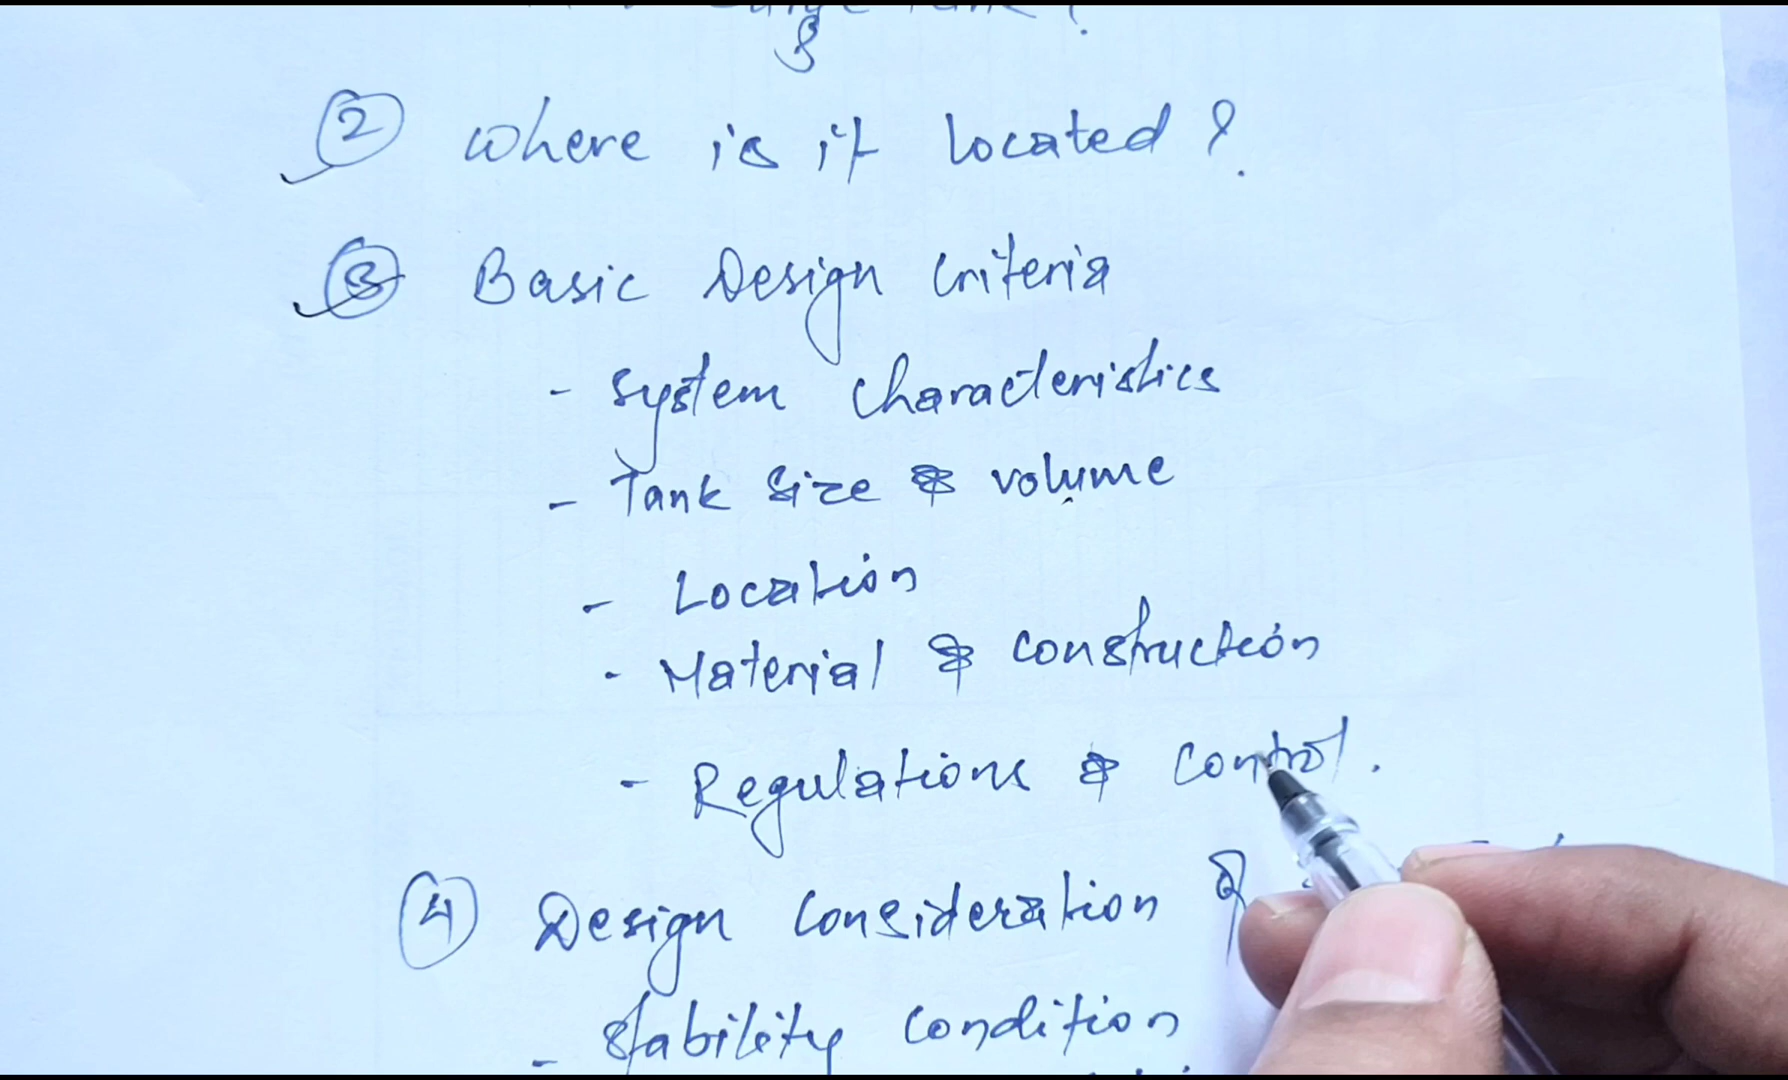 ② Where is it located?
③ Basic Design Criteria
- System Characteristics
- Tank Size & volume
- Location
- Material & construction
- Regulations & control.
④ Design Consideration of
- Stability Condition